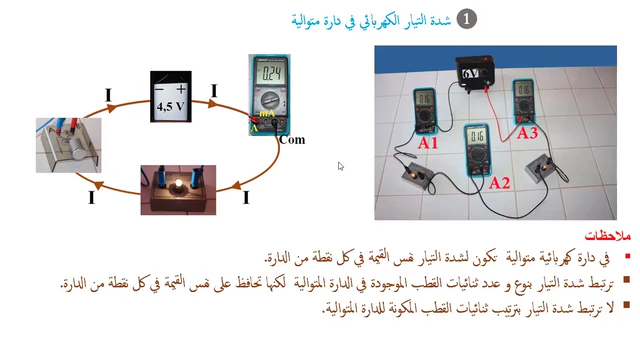 1 شدة التيار الكهربائي في دارة متوالية
I
I
4,5 V
0.24
mA
A
Com
I
I
6V
0.16
0.16
A1
0.16
A3
A2
ملاحظات
في دارة كهربائية متوالية تكون لشدة التيار نفس القيمة في كل نقطة من الدارة.
ترتبط شدة التيار بنوع و عدد ثنائيات القطب الموجودة في الدارة المتوالية لكنها تحافظ على نفس القيمة في كل نقطة من الدارة.
لا ترتبط شدة التيار بترتيب ثنائيات القطب المكونة للدارة المتوالية.